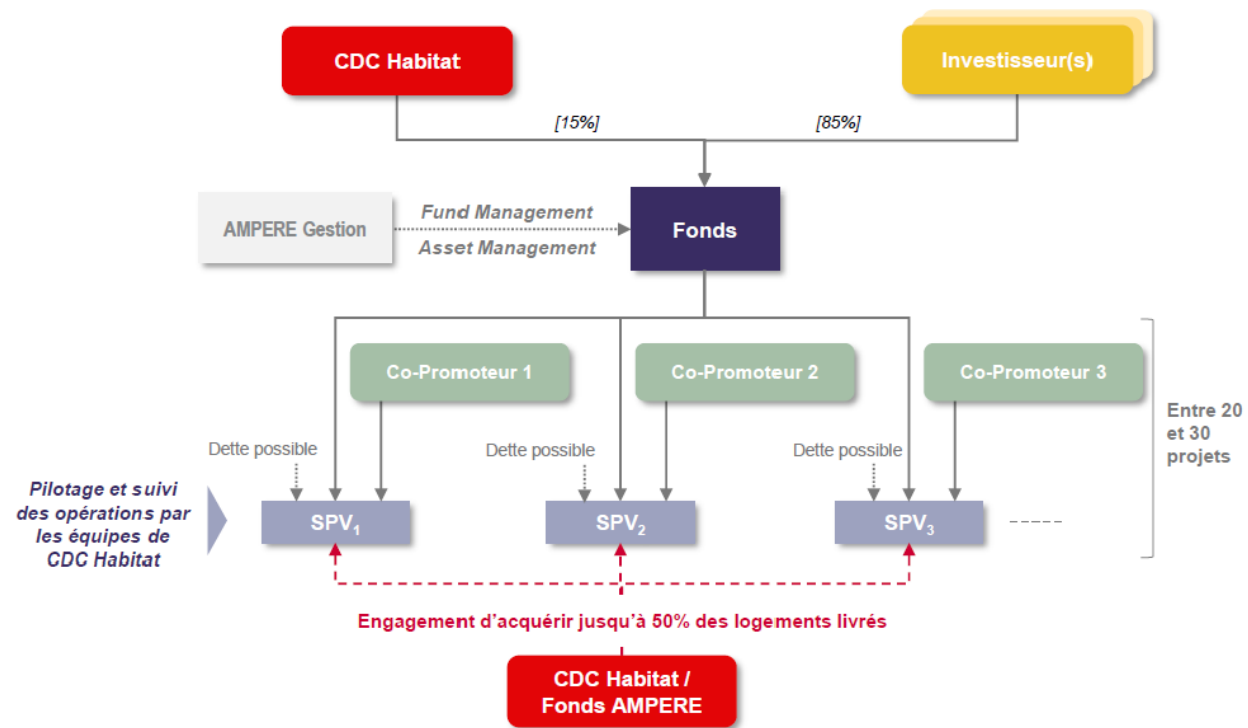 CDC Habitat
Investisseur(s)
[15%]
[85%]
AMPERE Gestion
Fund Management
Asset Management
Fonds
Co-Promoteur 1
Co-Promoteur 2
Co-Promoteur 3
Entre 20
et 30
projets
Dette possible
Dette possible
Dette possible
Pilotage et suivi
des opérations par
les équipes de
CDC Habitat
SPV₁
SPV₂
SPV₃
Engagement d’acquérir jusqu’à 50% des logements livrés
CDC Habitat /
Fonds AMPERE